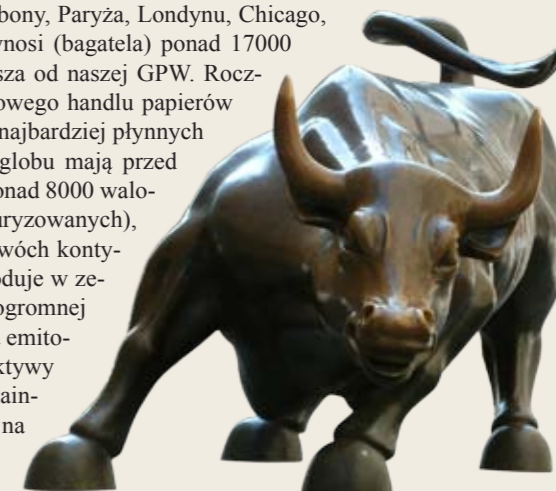 bony, Paryża, Londynu, Chicago,
ynosi (bagatela) ponad 17000
sza od naszej GPW. Rocz-
owego handlu papierów
najbardziej płynnych
globu mają przed
onad 8000 walo-
uryzowanych),
wóch konty-
oduje w ze-
ogromnej
emito-
ktywy
ain-
na